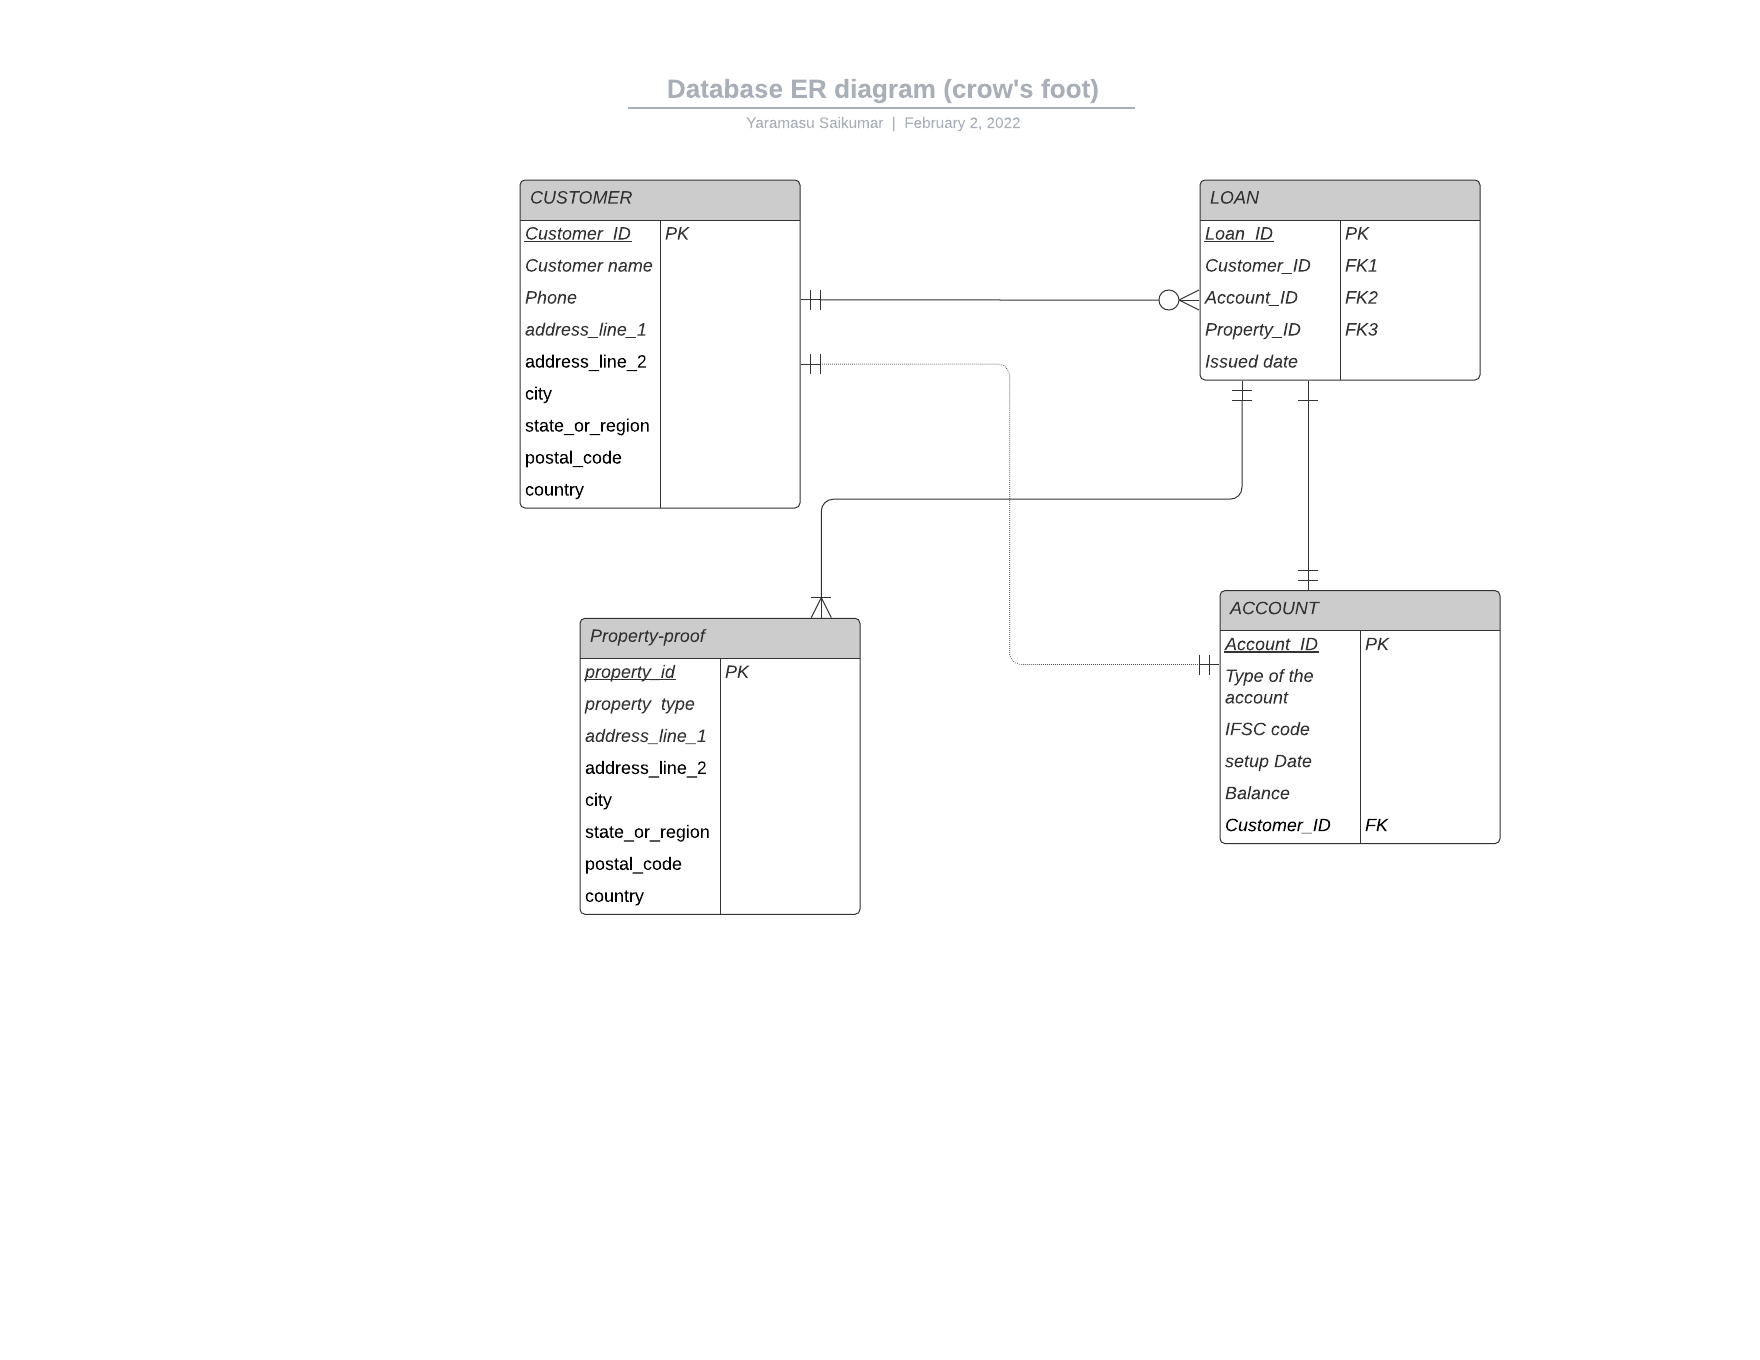 Database ER diagram (crow's foot)
Yaramasu Saikumar | February 2, 2022
CUSTOMER
Customer_ID PK
Customer name
Phone
address_line_1
address_line_2
city
state_or_region
postal_code
country
LOAN
Loan_ID PK
Customer_ID FK1
Account_ID FK2
Property_ID FK3
Issued date
Property-proof
property_id PK
property_type
address_line_1
address_line_2
city
state_or_region
postal_code
country
ACCOUNT
Account_ID PK
Type of the
account
IFSC code
setup Date
Balance
Customer_ID FK